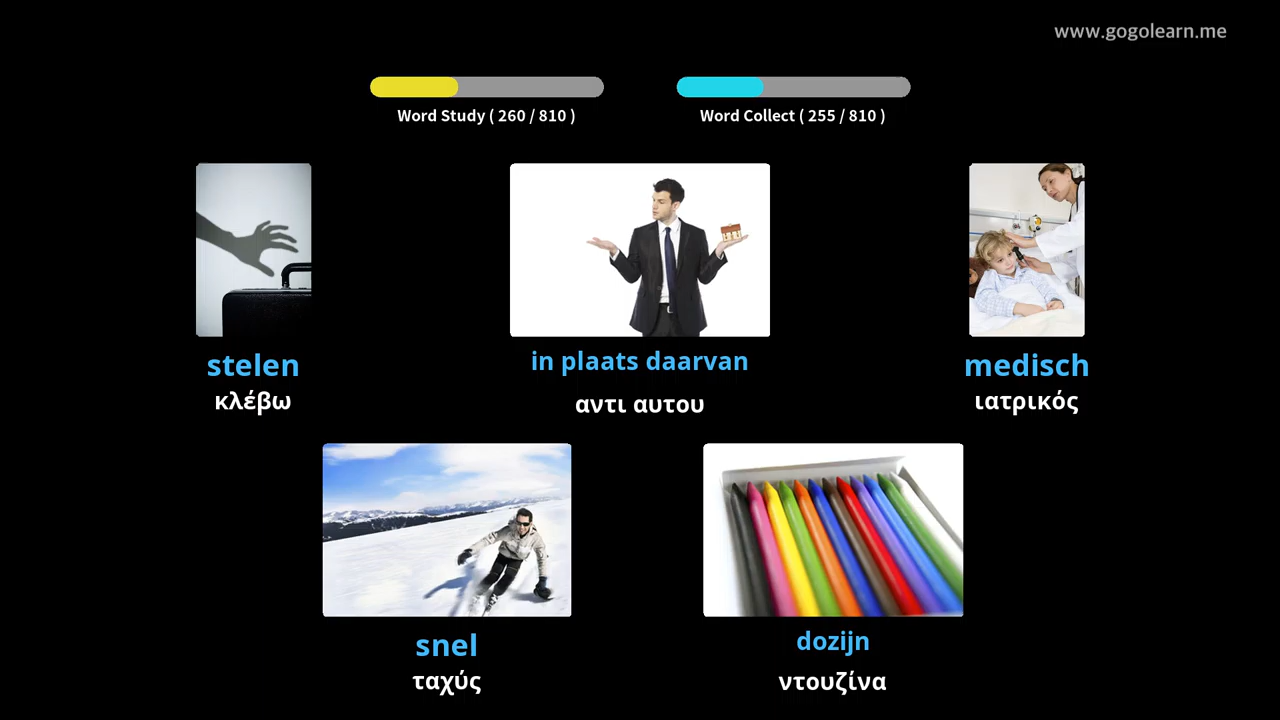 www.gogolearn.me
Word Study ( 260 / 810 )
Word Collect ( 255 / 810 )
stelen
κλέβω
in plaats daarvan
αντι αυτου
medisch
ιατρικός
snel
ταχύς
dozijn
ντουζίνα